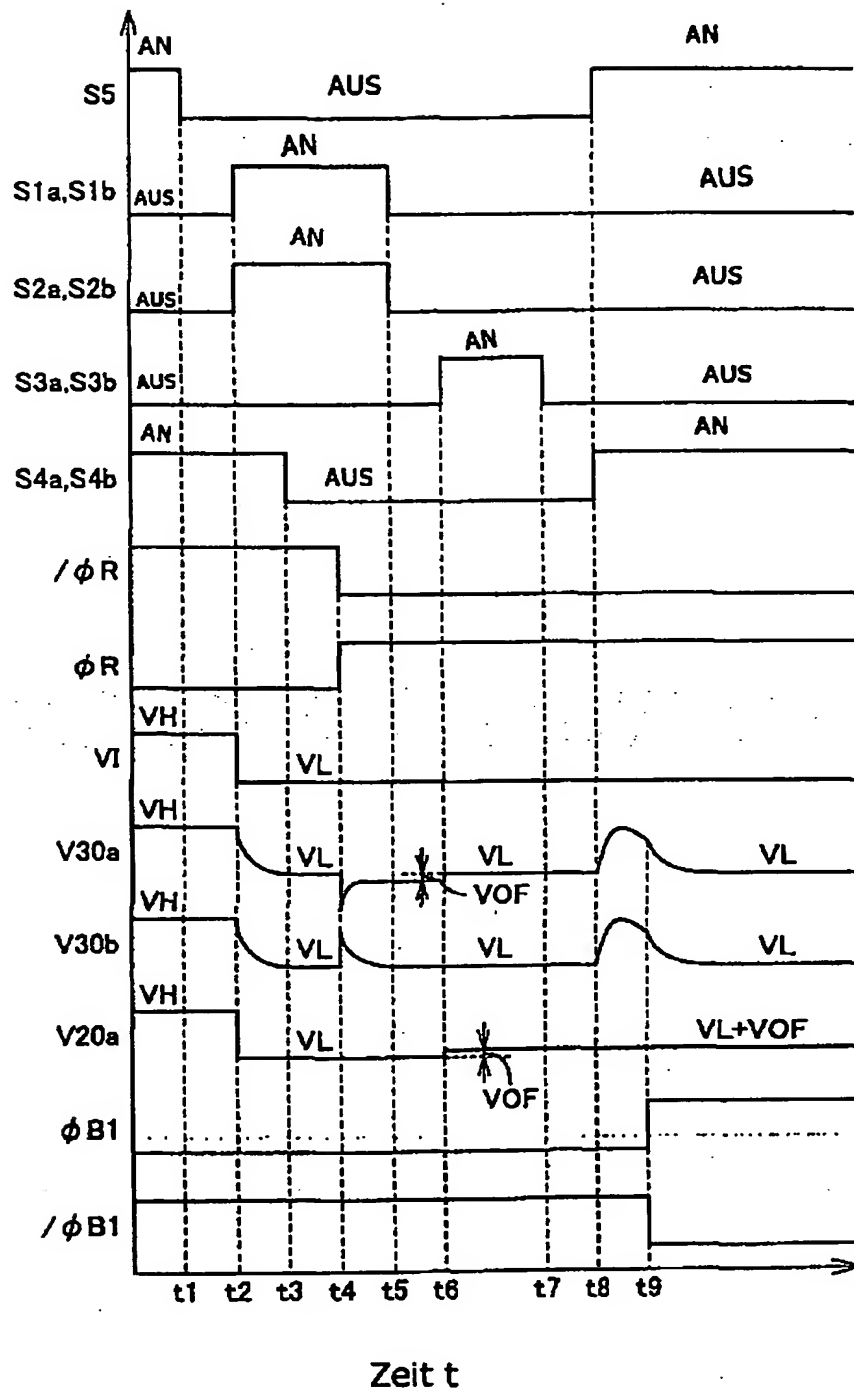 AN AN
S5 AUS
AN
S1a,S1b AUS AUS
AN
S2a,S2b AUS AUS
AN
S3a,S3b AUS AUS
AN AN
S4a,S4b AUS
/φR
φR
VH
VI VL
VH
V30a VL VL VL
VOF
VH
V30b VL VL VL
VH
V20a VL VL+VOF
VOF
φB1
/φB1
t1 t2 t3 t4 t5 t6 t7 t8 t9
Zeit t